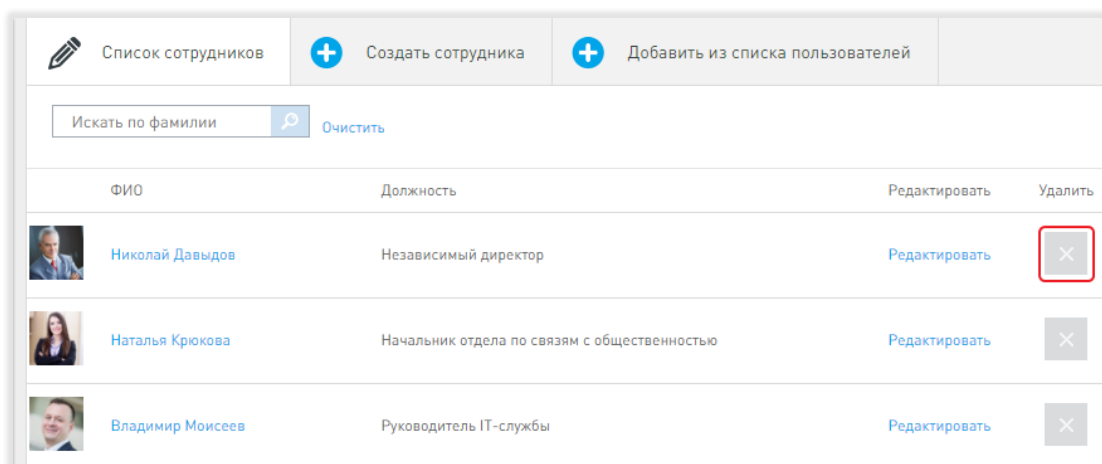 Список сотрудников Создать сотрудника Добавить из списка пользователей
Искать по фамилии Очистить
ФИО Должность Редактировать Удалить
Николай Давыдов Независимый директор Редактировать
Наталья Крюкова Начальник отдела по связям с общественностью Редактировать
Владимир Моисеев Руководитель IT-службы Редактировать